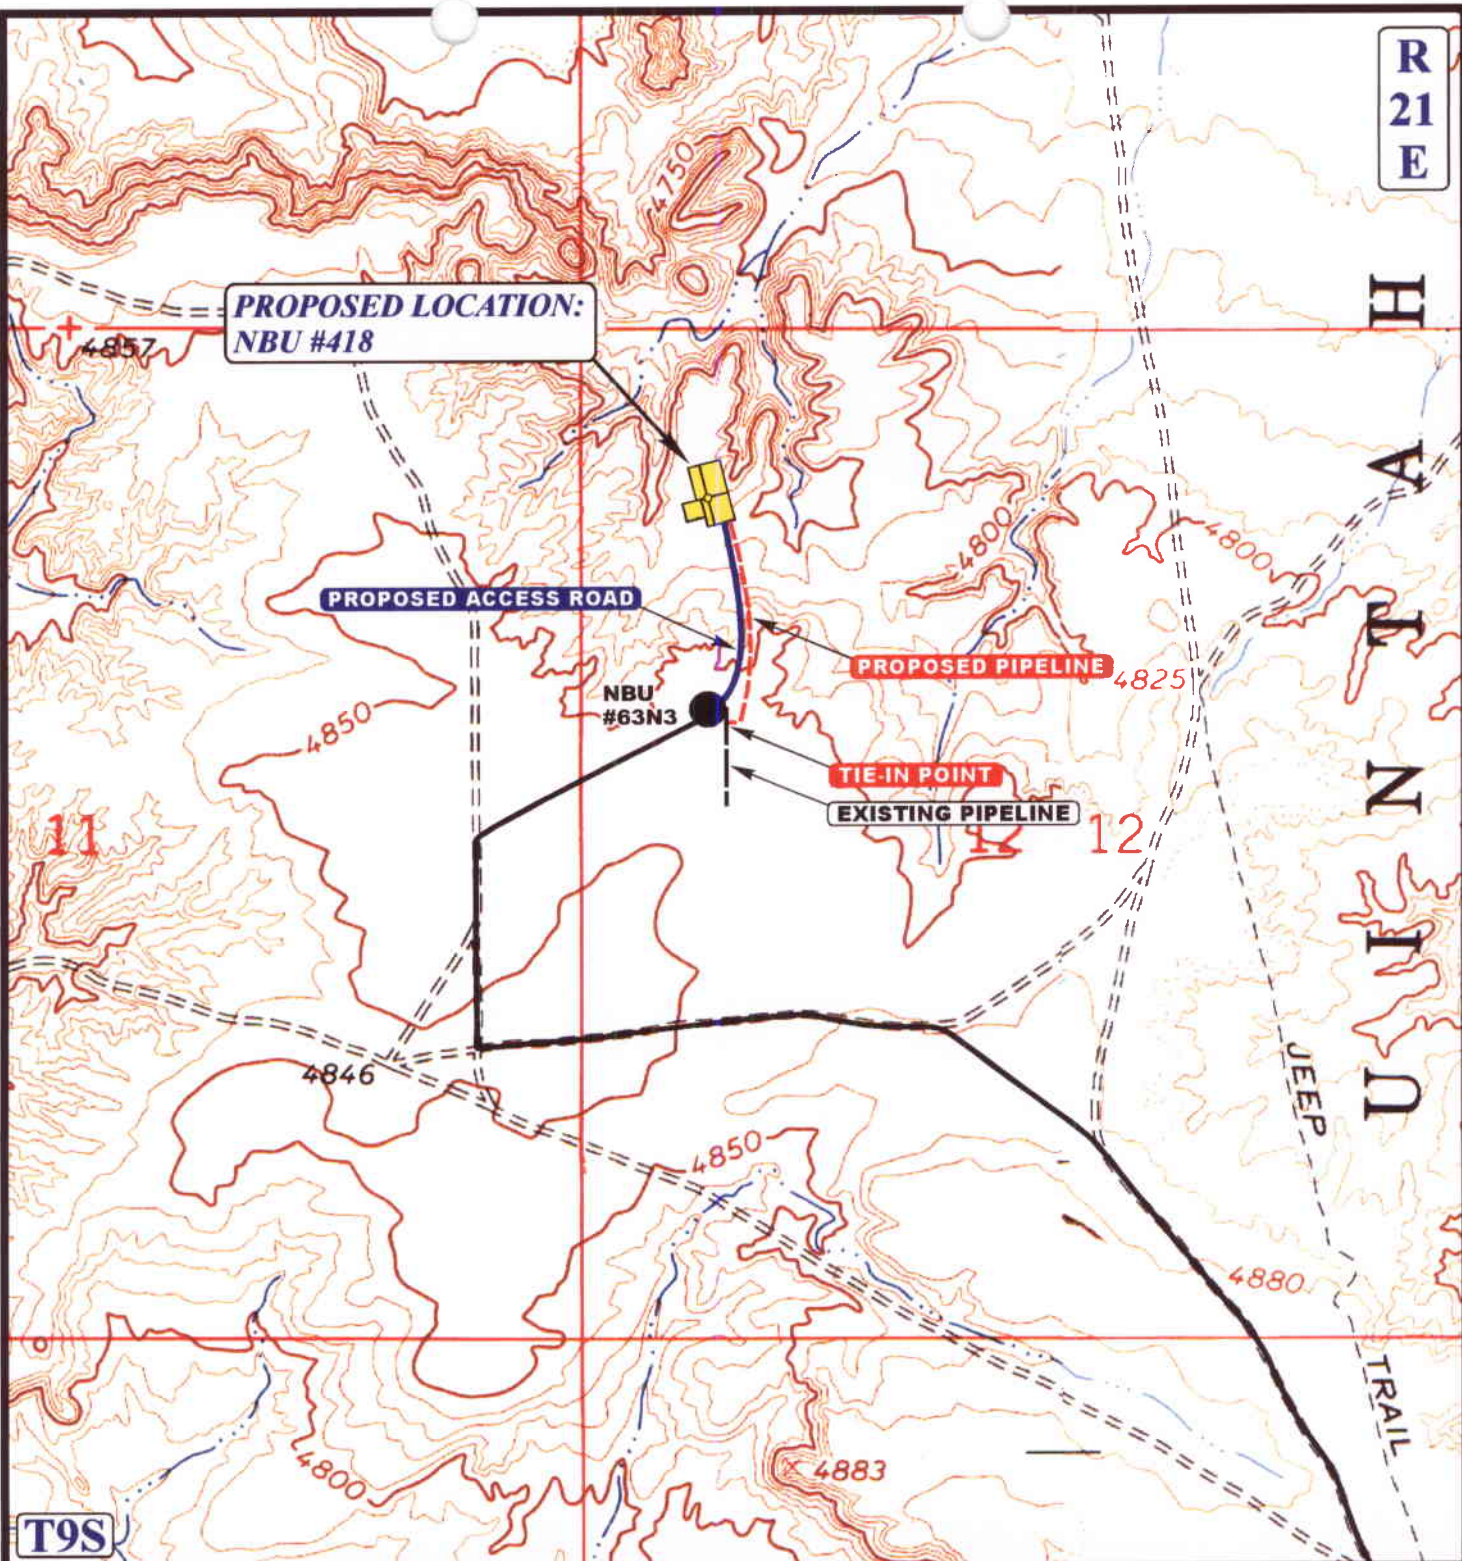 R
21
E
4750
PROPOSED LOCATION:
NBU #418
4857
H
A
T
N
I
U
4800
4800
PROPOSED ACCESS ROAD
PROPOSED PIPELINE
4825
NBU
#63N3
4850
TIE-IN POINT
EXISTING PIPELINE
11
12
12
4846
JEEP
4850
4880
TRAIL
4800
4883
T9S